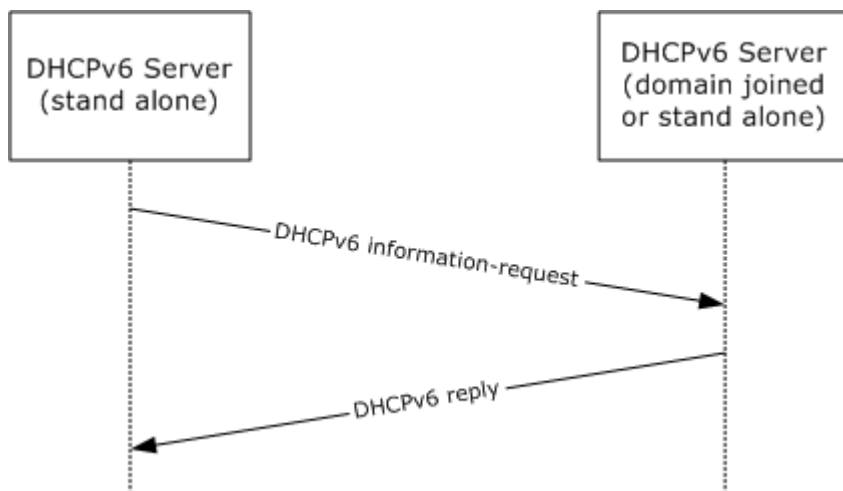 DHCPv6 Server
(stand alone)
DHCPv6 Server
(domain joined
or stand alone)
DHCPv6 information-request
DHCPv6 reply